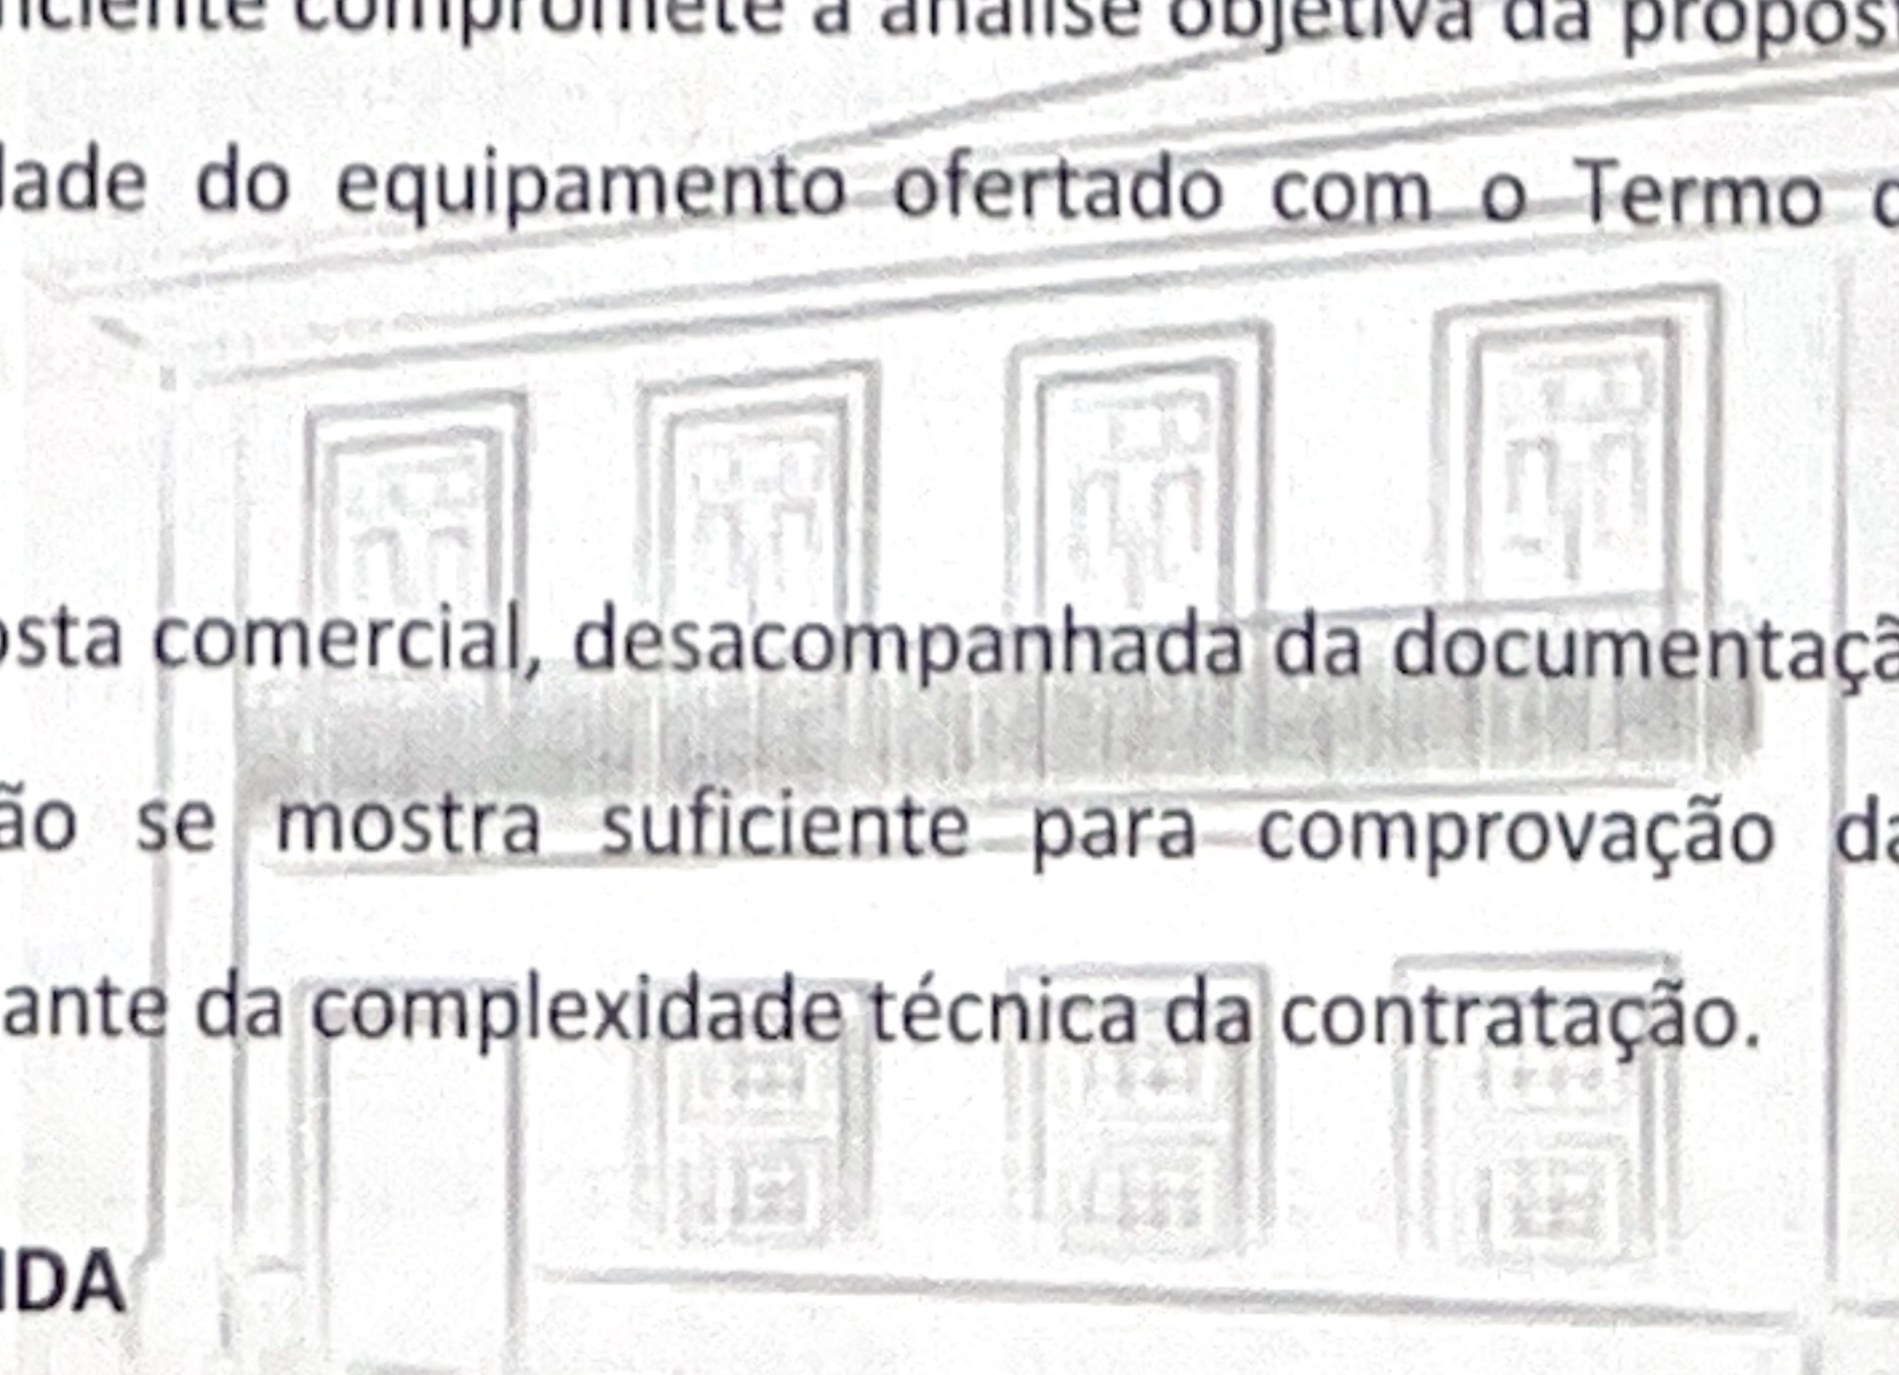 ficiente compromete a análise objetiva da propos
dade do equipamento ofertado com o Termo
osta comercial, desacompanhada da documentaçã
ão se mostra suficiente para comprovação da
ante da complexidade técnica da contratação.
IDA